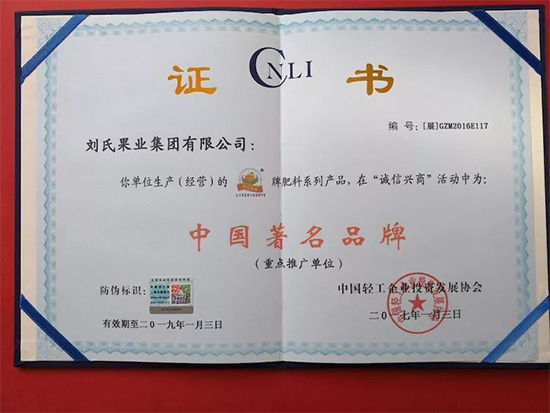 CNLI
证 书
编 号：[展]GZM2016E117
刘氏果业集团有限公司：
你单位生产（经营）的 牌肥料系列产品，在“诚信兴商”活动中为：
中国著名品牌
（重点推广单位）
防伪标识：
中国轻工企业投资发展协会
有效期至二〇一九年一月三日
二〇一七年一月三日